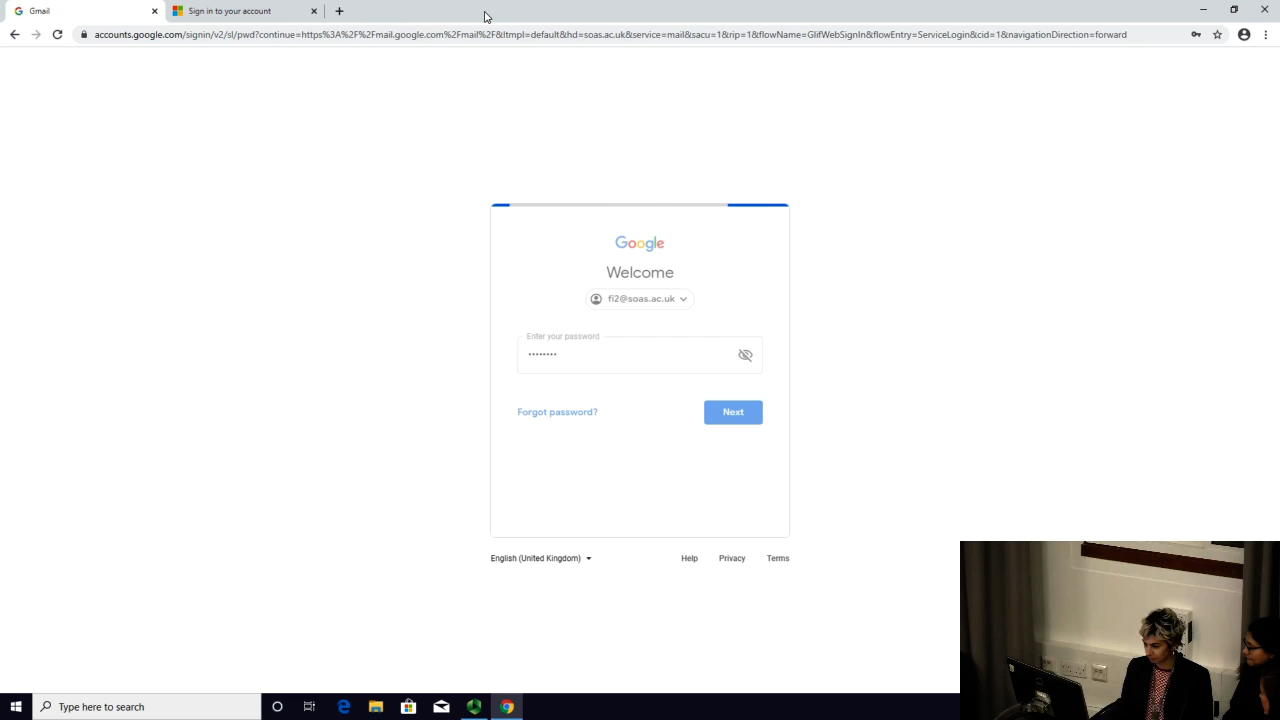 Gmail
Sign in to your account
accounts.google.com/signin/v2/sl/pwd?continue=https%3A%2F%2Fmail.google.com%2Fmail%2F&ltmpl=default&hd=soas.ac.uk&service=mail&sacu=1&rip=1&flowName=GlifWebSignIn&flowEntry=ServiceLogin&cid=1&navigationDirection=forward
Google
Welcome
fi2@soas.ac.uk
Enter your password
••••••••
Forgot password?
Next
English (United Kingdom)
Help
Privacy
Terms
Type here to search